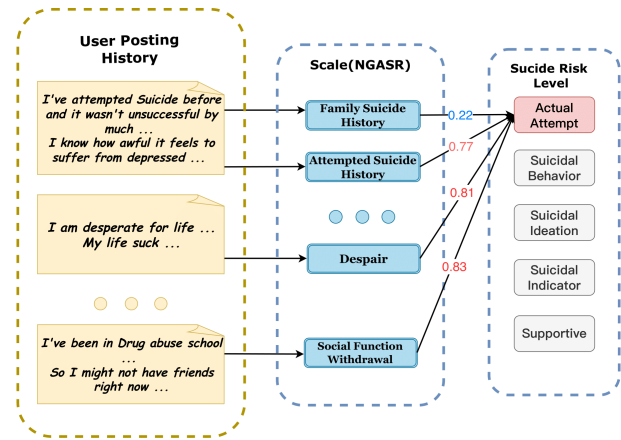 User Posting
History
I've attempted Suicide before
and it wasn't unsuccessful by
much ...
I know how awful it feels to
suffer from depressed ...
I am desperate for life ...
My life suck ...
I've been in Drug abuse school
...
So I might not have friends
right now ...
Scale(NGASR)
Family Suicide
History
Attempted Suicide
History
Despair
Social Function
Withdrawal
0.22
0.77
0.81
0.83
Sucide Risk
Level
Actual
Attempt
Suicidal
Behavior
Suicidal
Ideation
Suicidal
Indicator
Supportive